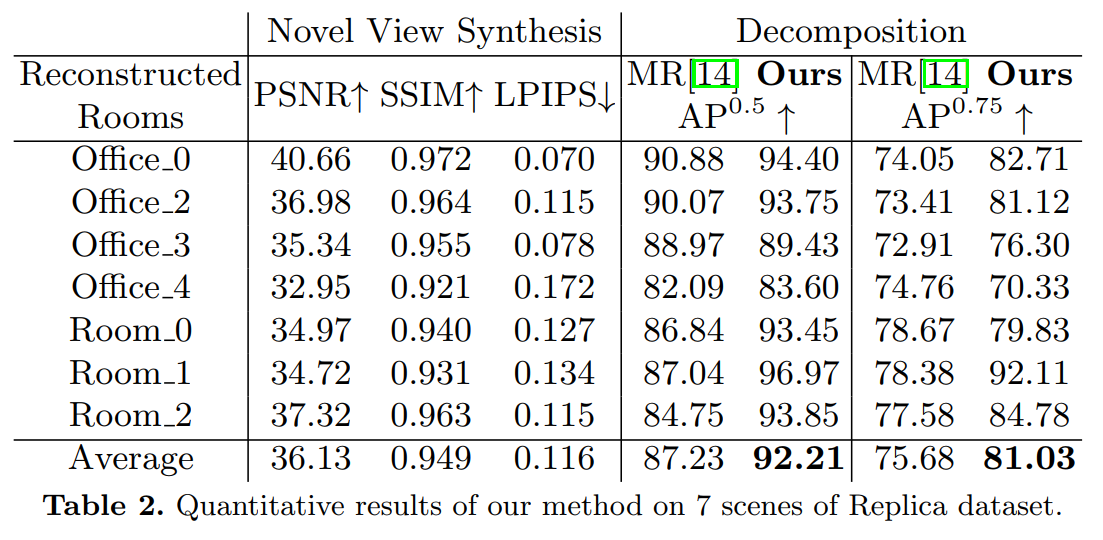 Novel View Synthesis Decomposition
Reconstructed Rooms PSNR↑ SSIM↑ LPIPS↓ MR[14] Ours AP^0.5 ↑ MR[14] Ours AP^0.75 ↑
Office_0 40.66 0.972 0.070 90.88 94.40 74.05 82.71
Office_2 36.98 0.964 0.115 90.07 93.75 73.41 81.12
Office_3 35.34 0.955 0.078 88.97 89.43 72.91 76.30
Office_4 32.95 0.921 0.172 82.09 83.60 74.76 70.33
Room_0 34.97 0.940 0.127 86.84 93.45 78.67 79.83
Room_1 34.72 0.931 0.134 87.04 96.97 78.38 92.11
Room_2 37.32 0.963 0.115 84.75 93.85 77.58 84.78
Average 36.13 0.949 0.116 87.23 92.21 75.68 81.03
Table 2. Quantitative results of our method on 7 scenes of Replica dataset.